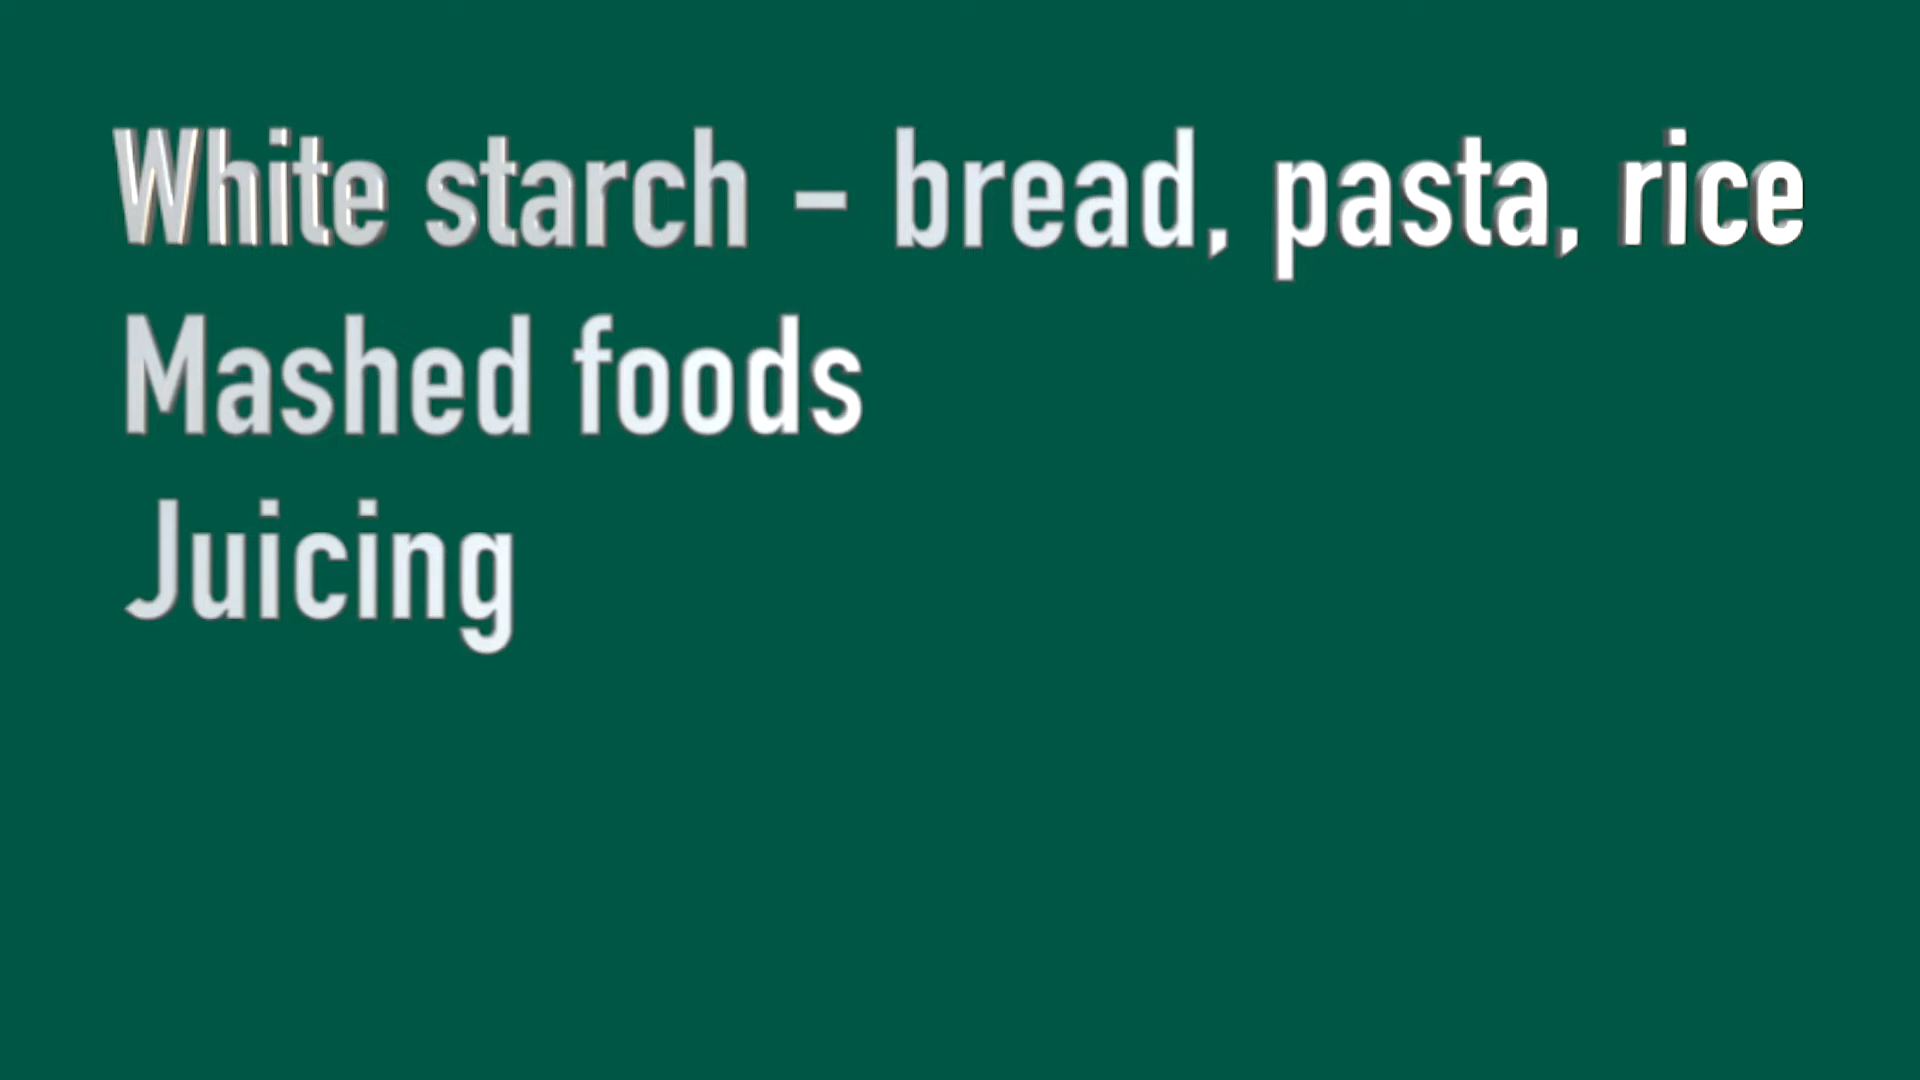 White starch – bread, pasta, rice
Mashed foods
Juicing